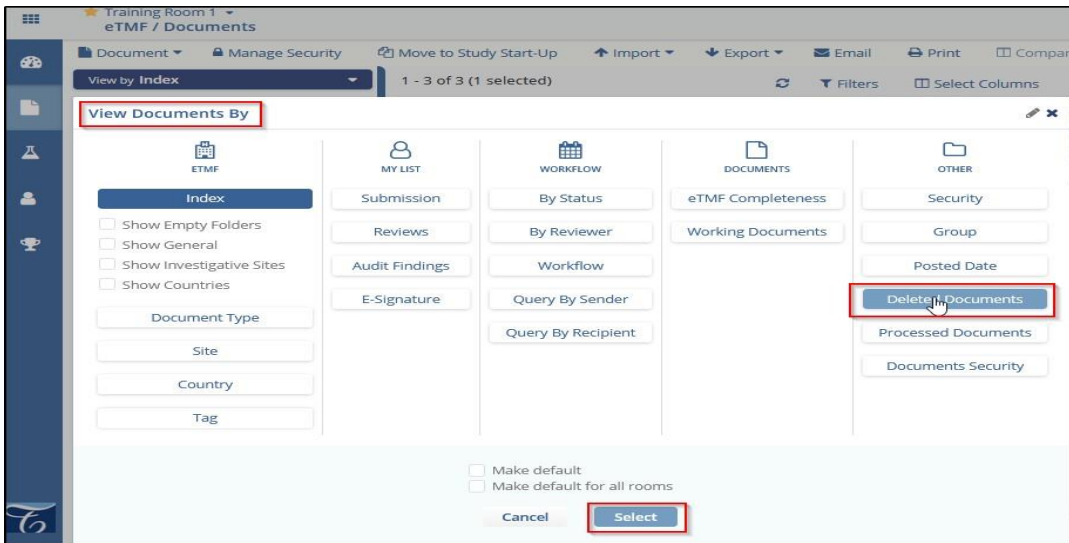 Training Room 1
eTMF / Documents
Document Manage Security Move to Study Start-Up Import Export Email Print Compar
View by Index 1 - 3 of 3 (1 selected) Filters Select Columns
View Documents By
ETMF
Index
Show Empty Folders
Show General
Show Investigative Sites
Show Countries
Document Type
Site
Country
Tag
MY LIST
Submission
Reviews
Audit Findings
E-Signature
WORKFLOW
By Status
By Reviewer
Workflow
Query By Sender
Query By Recipient
DOCUMENTS
eTMF Completeness
Working Documents
OTHER
Security
Group
Posted Date
Deleted Documents
Processed Documents
Documents Security
Make default
Make default for all rooms
Cancel Select